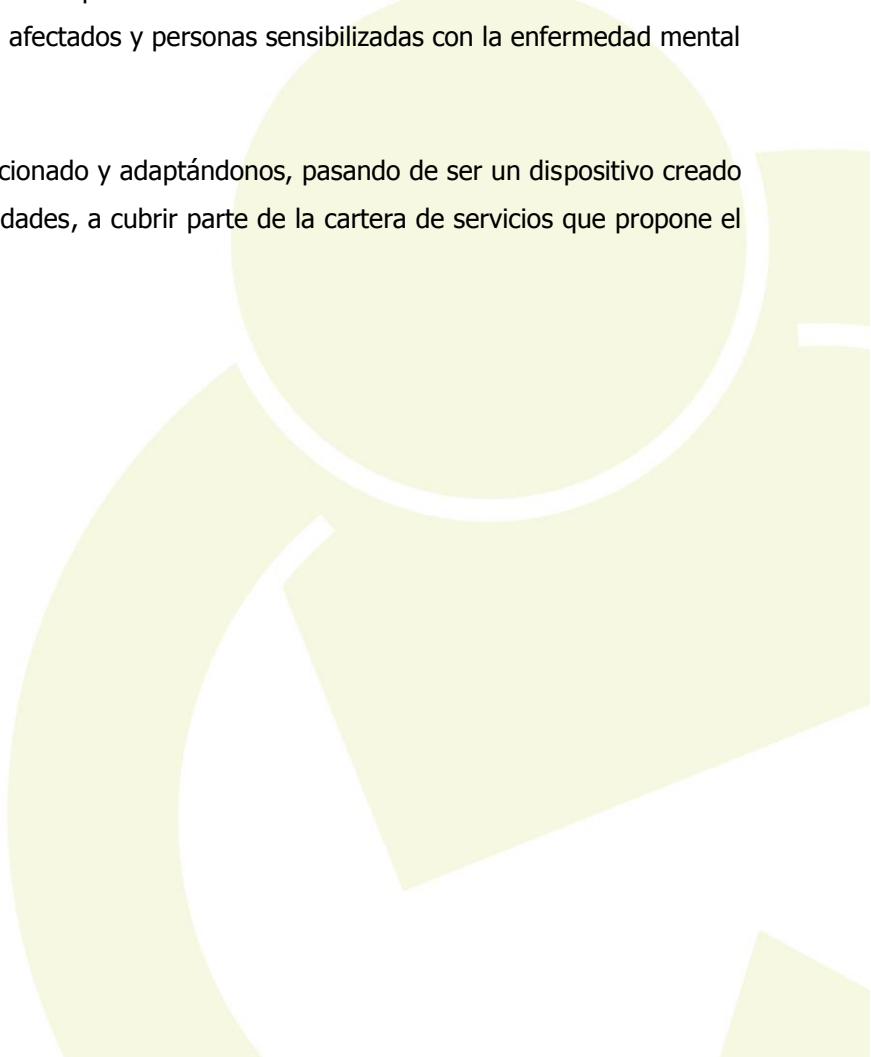 afectados y personas sensibilizadas con la enfermedad mental
cionado y adaptándonos, pasando de ser un dispositivo creado
dades, a cubrir parte de la cartera de servicios que propone el